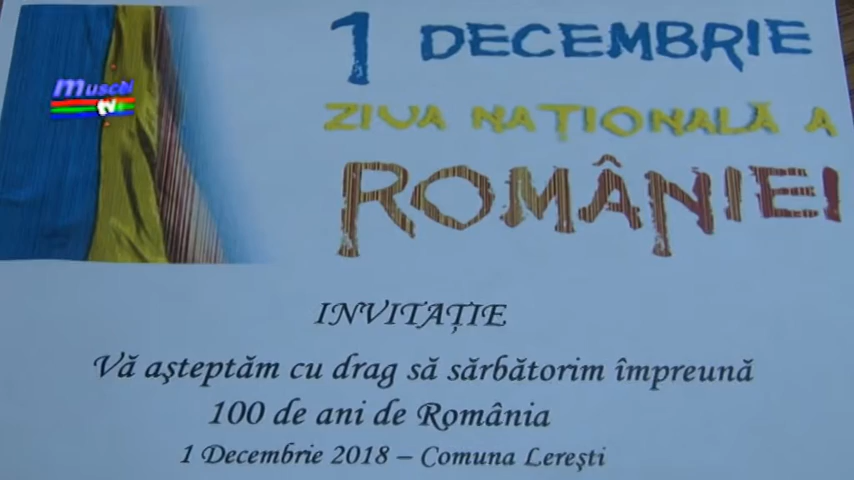 Muscel
tv
1 DECEMBRIE
ZIUA NAȚIONALĂ A
ROMÂNIEI
INVITAȚIE
Vă așteptăm cu drag să sărbătorim împreună
100 de ani de România
1 Decembrie 2018 – Comuna Lerești